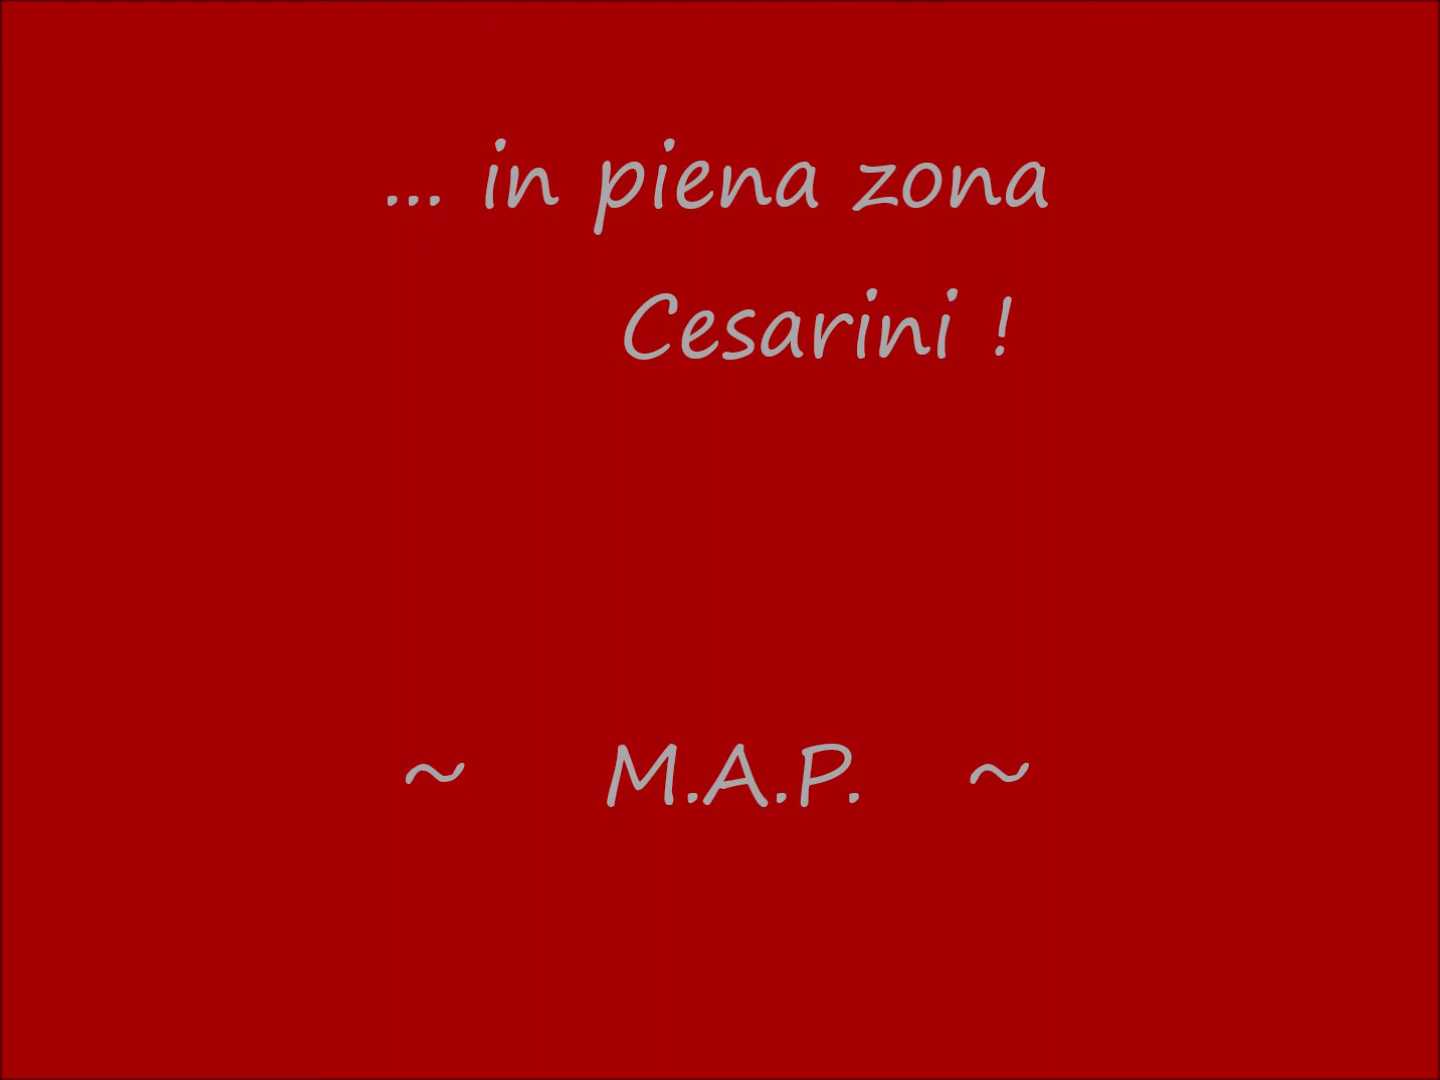 ... in piena zona
Cesarini !
~ M.A.P. ~